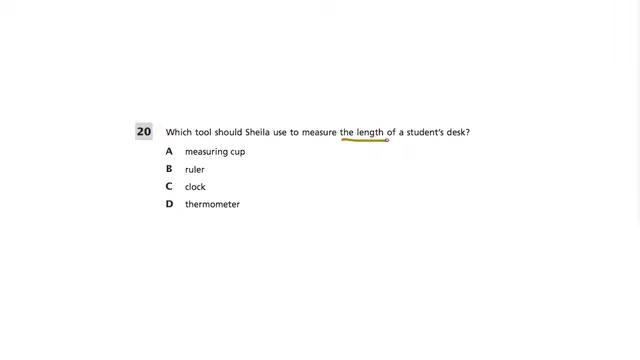 20 Which tool should Sheila use to measure the length of a student's desk?
A measuring cup
B ruler
C clock
D thermometer